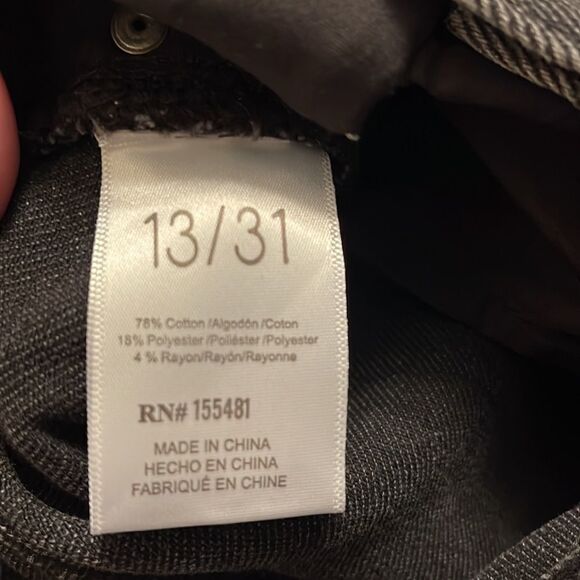 13/31
78% Cotton/Algodón/Coton
18% Polyester/Poliéster/Polyester
4 % Rayon/Rayón/Rayonne
RN# 155481
MADE IN CHINA
HECHO EN CHINA
FABRIQUÉ EN CHINE